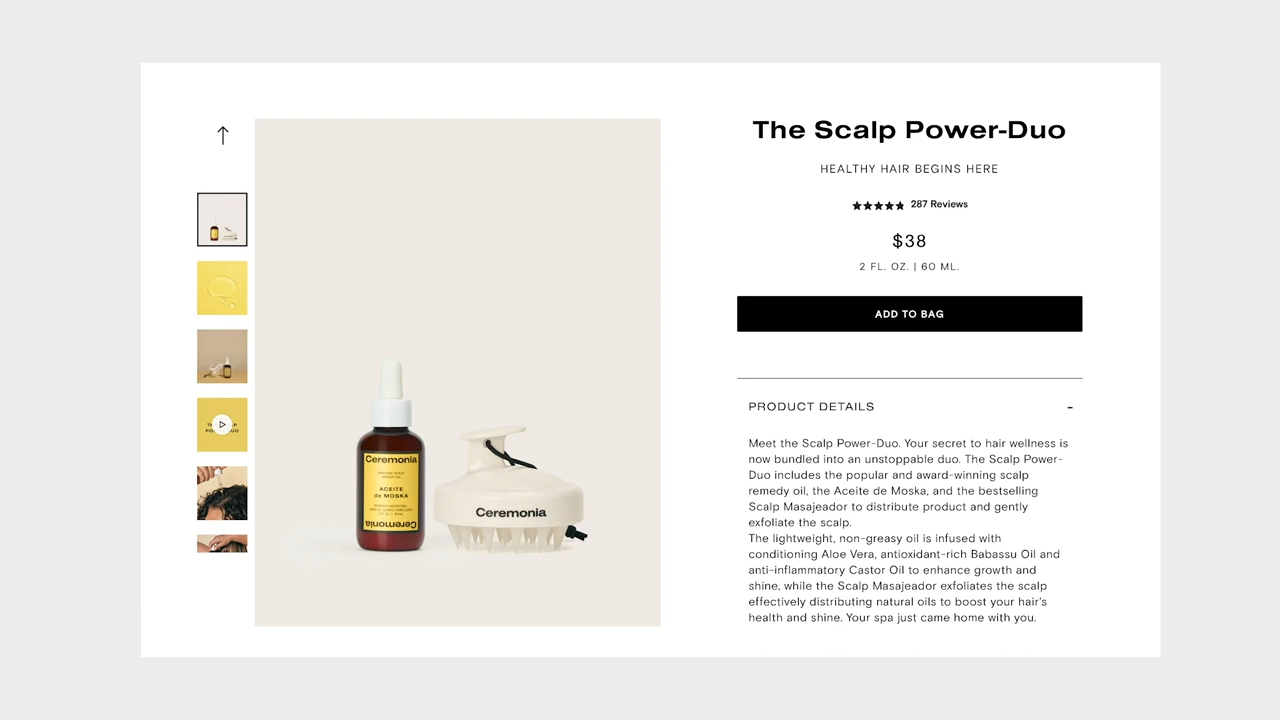 The Scalp Power-Duo
HEALTHY HAIR BEGINS HERE
287 Reviews
$38
2 FL. OZ. | 60 ML.
ADD TO BAG
PRODUCT DETAILS
-
Meet the Scalp Power-Duo. Your secret to hair wellness is
now bundled into an unstoppable duo. The Scalp Power-
Duo includes the popular and award-winning scalp
remedy oil, the Aceite de Moska, and the bestselling
Scalp Masajeador to distribute product and gently
exfoliate the scalp.
The lightweight, non-greasy oil is infused with
conditioning Aloe Vera, antioxidant-rich Babassu Oil and
anti-inflammatory Castor Oil to enhance growth and
shine, while the Scalp Masajeador exfoliates the scalp
effectively distributing natural oils to boost your hair's
health and shine. Your spa just came home with you.
Ceremonia
ACEITE
de MOSKA
Ceremonia
Ceremonia